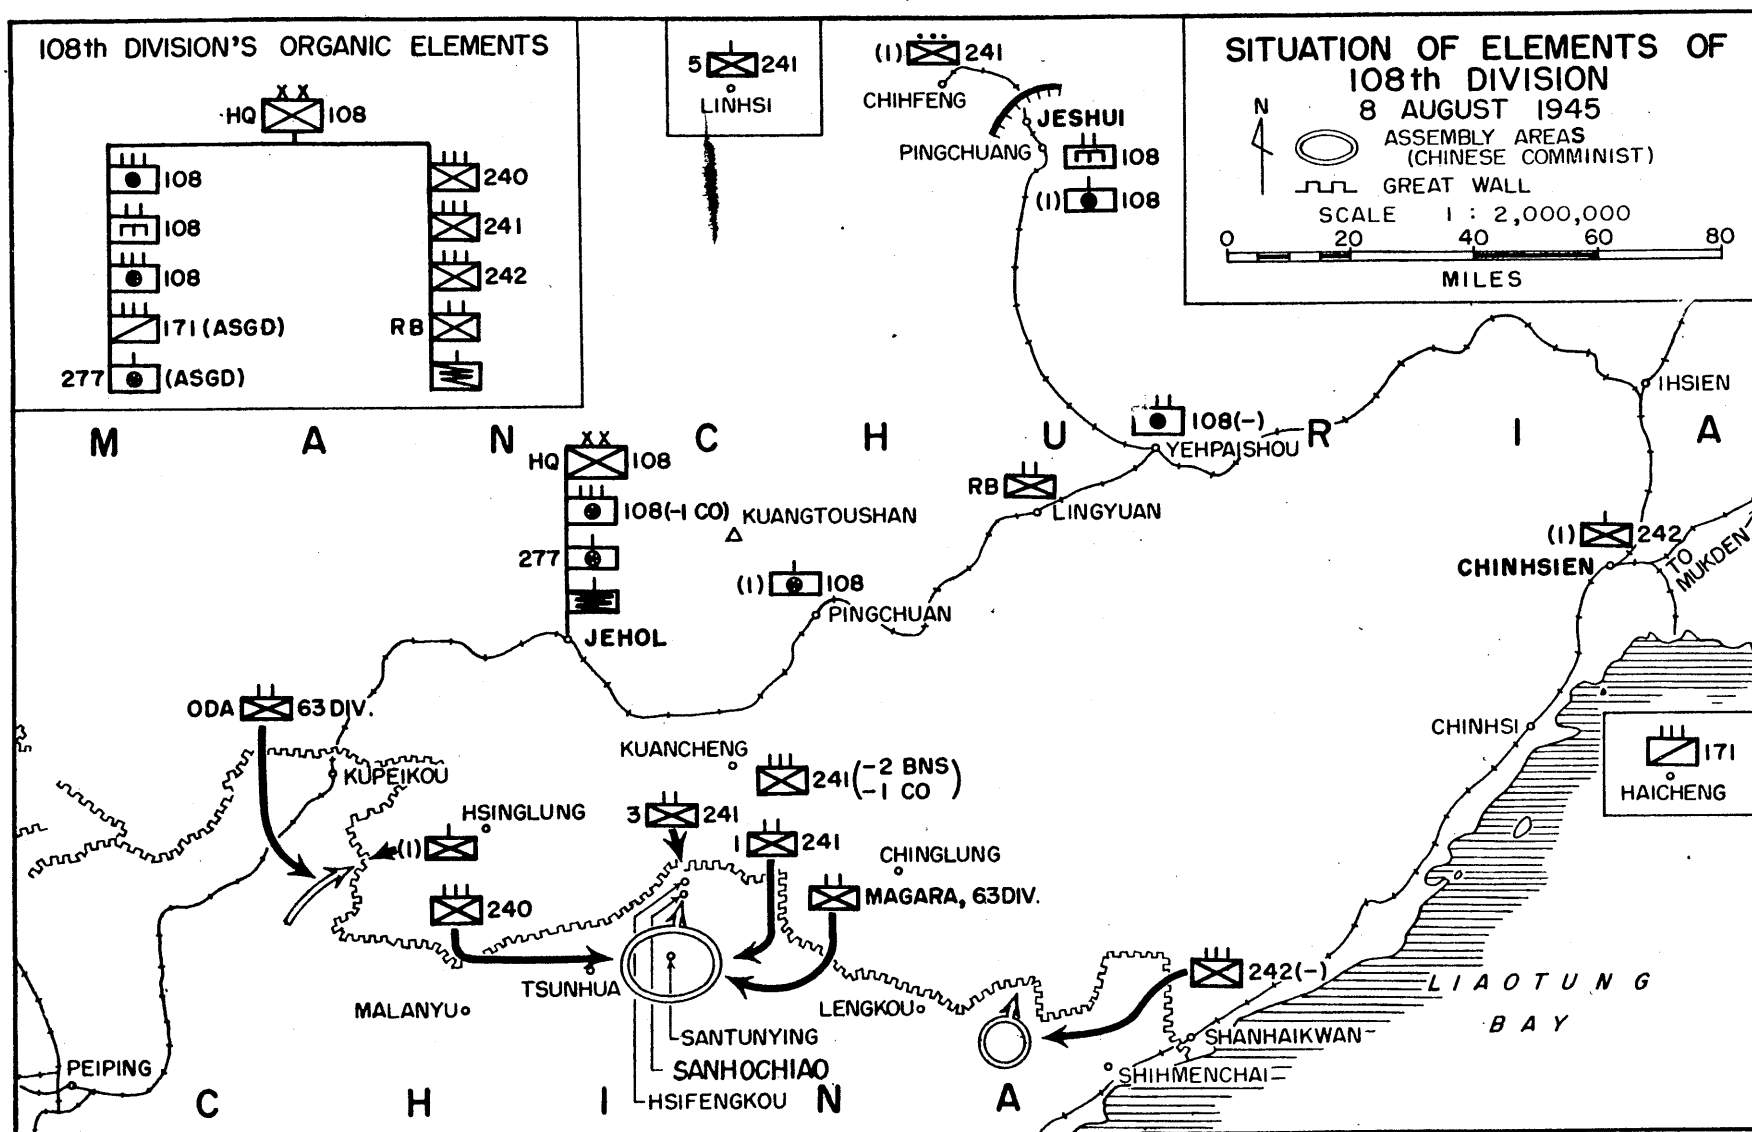 108th DIVISION'S ORGANIC ELEMENTS
X X
HQ 108
108
108
108
171 (ASGD)
277 (ASGD)
240
241
242
RB
5 241
LINHSI
(1) 241
CHIHFENG
JESHUI
PINGCHUANG
108
(1) 108
SITUATION OF ELEMENTS OF
108th DIVISION
8 AUGUST 1945
N
ASSEMBLY AREAS
(CHINESE COMMINIST)
GREAT WALL
SCALE 1 : 2,000,000
0 20 40 60 80
MILES
IHSIEN
M A N C H U R I A
108(-)
YEHPAISHOU
X X
HQ 108
108(-1 CO)
277
JEHOL
KUANGTOUSHAN
RB
LINGYUAN
(1) 108
PINGCHUAN
(1) 242
CHINHSIEN
TO
MUKDEN
ODA 63 DIV.
KUPEIKOU
CHINHSI
171
HAICHENG
KUANCHENG
241 (-2 BNS
-1 CO)
HSINGLUNG
(1)
3 241
1 241
CHINGLUNG
MAGARA, 63DIV.
240
TSUNHUA
MALANYU
LENGKOU
242(-)
LIAOTUNG
BAY
SANTUNYING
SANHOCHIAO
HSIFENGKOU
SHANHAIKWAN
SHIHMENCHAI
PEIPING
C H I N A